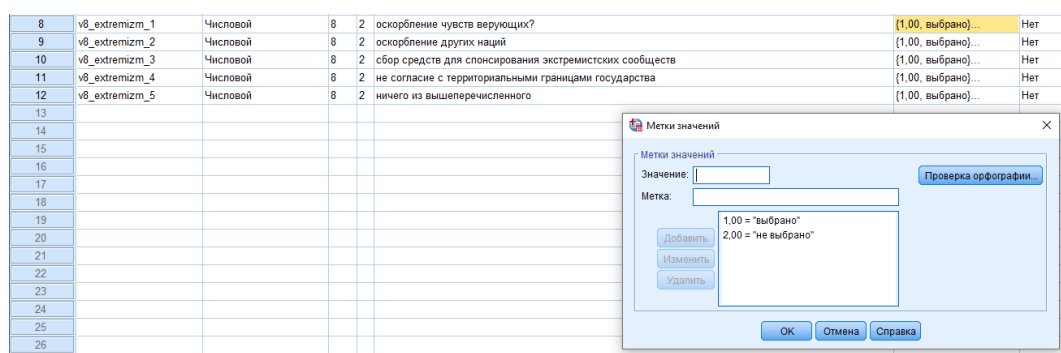 8 v8_extremizm_1 Числовой 8 2 оскорбление чувств верующих? {1,00, выбрано}... Нет
9 v8_extremizm_2 Числовой 8 2 оскорбление других наций {1,00, выбрано}... Нет
10 v8_extremizm_3 Числовой 8 2 сбор средств для спонсирования экстремистских сообществ {1,00, выбрано}... Нет
11 v8_extremizm_4 Числовой 8 2 не согласие с территориальными границами государства {1,00, выбрано}... Нет
12 v8_extremizm_5 Числовой 8 2 ничего из вышеперечисленного {1,00, выбрано}... Нет
13
14
15
16
17
18
19
20
21
22
23
24
25
26
Метки значений
Метки значений
Значение:
Проверка орфографии...
Метка:
1,00 = "выбрано"
2,00 = "не выбрано"
Добавить
Изменить
Удалить
OK Отмена Справка